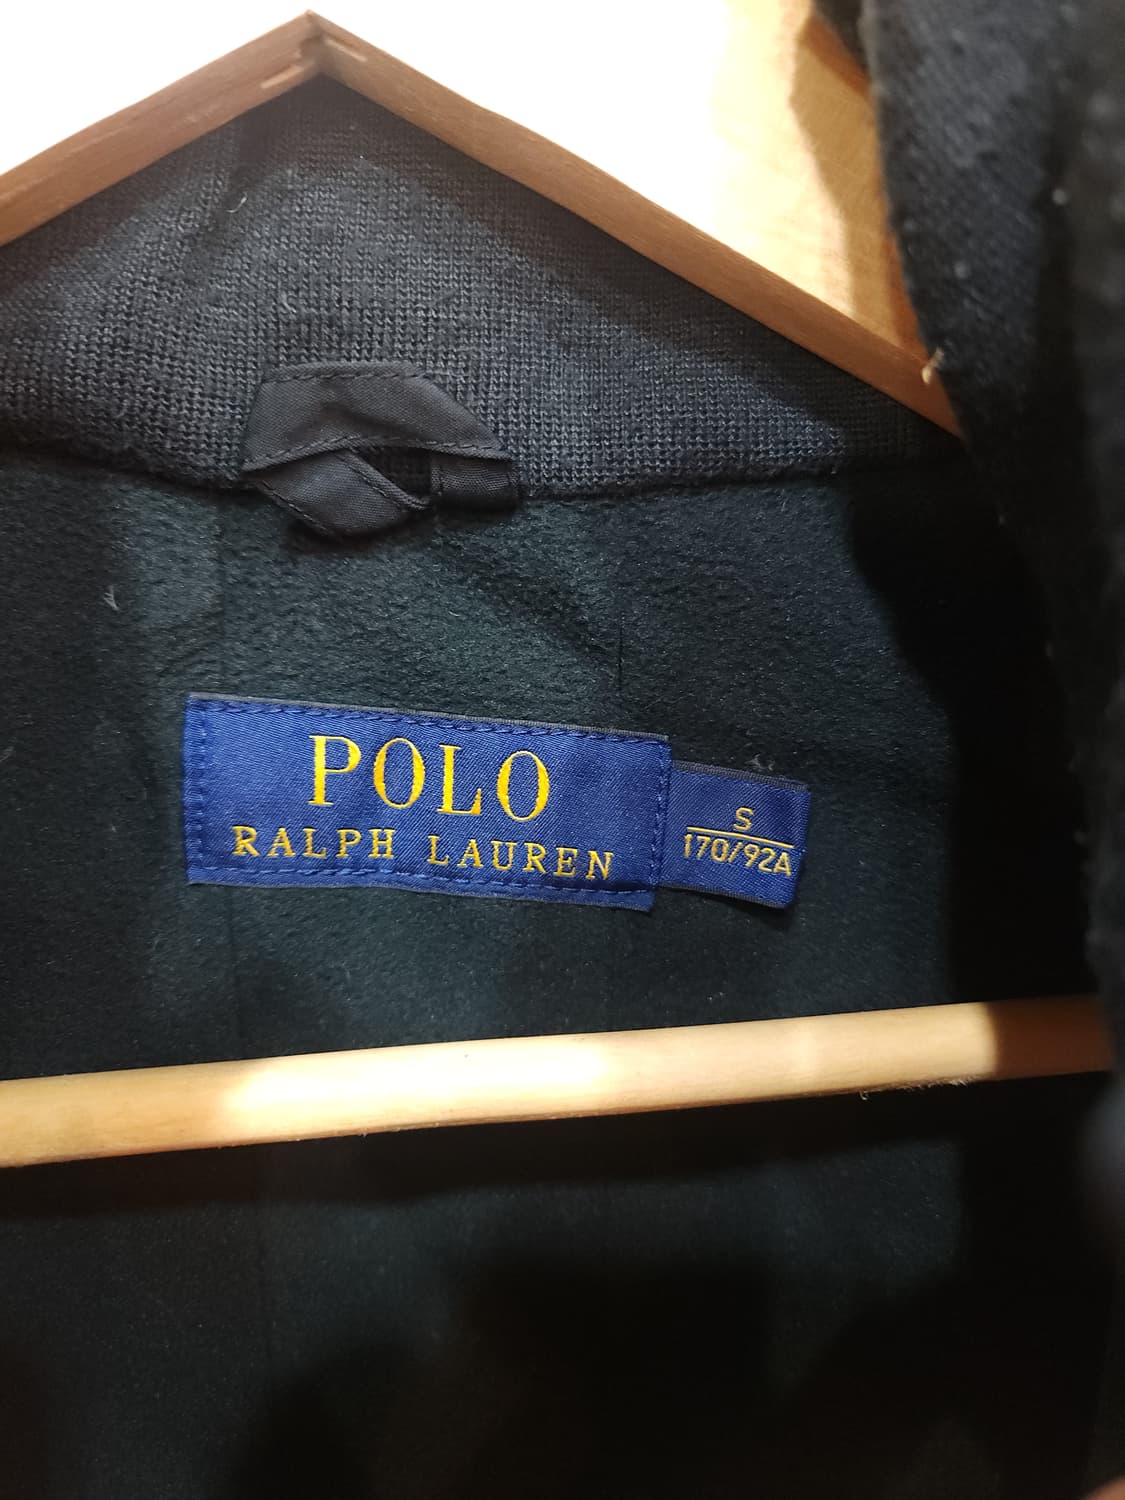 POLO
RALPH LAUREN
S
170/92A